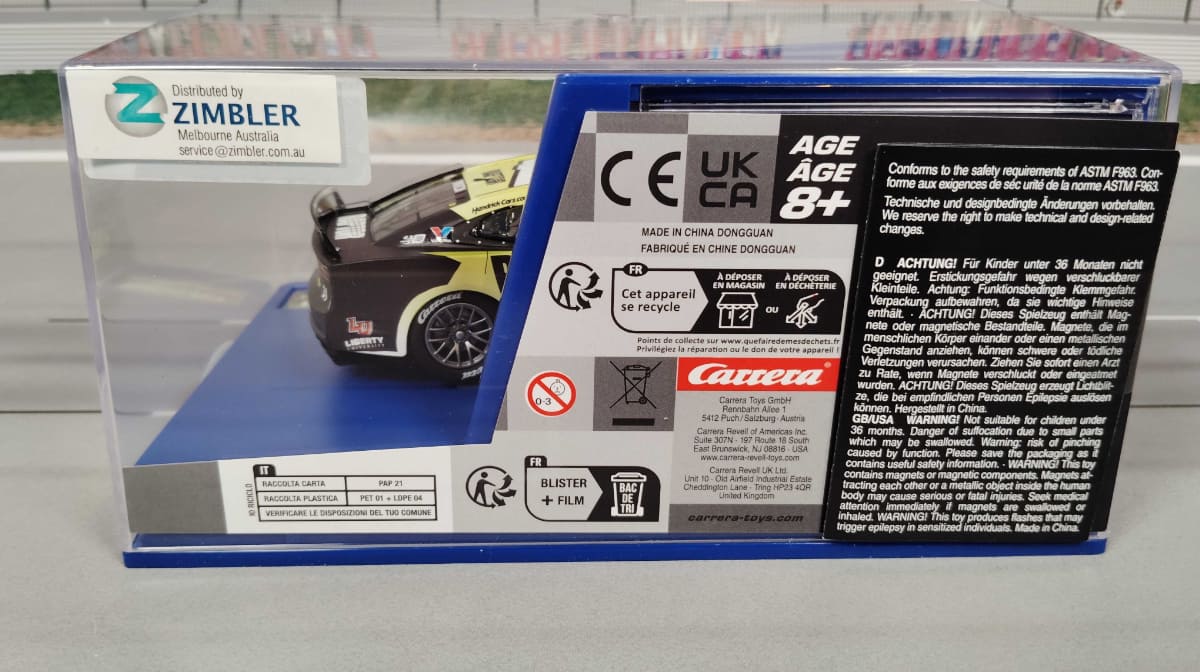 Distributed by
ZIMBLER
Melbourne Australia
service@zimbler.com.au
Hendrick Cars.com
Carrera
LU
LIBERTY
UNIVERSITY
CE
UK
CA
AGE
ÂGE
8+
MADE IN CHINA DONGGUAN
FABRIQUÉ EN CHINE DONGGUAN
FR
Cet appareil
se recycle
À DÉPOSER
EN MAGASIN
OU
À DÉPOSER
EN DÉCHÈTERIE
Points de collecte sur www.quefairedemesdechets.fr
Privilégiez la réparation ou le don de votre appareil !
0-3
Carrera
Carrera Toys GmbH
Rennbahn Allee 1
5412 Puch / Salzburg · Austria
Carrera Revell of Americas Inc.
Suite 307N · 197 Route 18 South
East Brunswick, NJ 08816 · USA
www.carrera-revell-toys.com
Carrera Revell UK Ltd.
Unit 10 · Old Airfield Industrial Estate
Cheddington Lane · Tring HP23 4QR
United Kingdom
carrera-toys.com
IO RICICLO
IT
RACCOLTA CARTA PAP 21
RACCOLTA PLASTICA PET 01 + LDPE 04
VERIFICARE LE DISPOSIZIONI DEL TUO COMUNE
FR
BLISTER
+ FILM
BAC
DE
TRI
Conforms to the safety requirements of ASTM F963. Con-
forme aux exigences de séc urité de la norme ASTM F963.
Technische und designbedingte Änderungen vorbehalten.
We reserve the right to make technical and design-related
changes.
D ACHTUNG! Für Kinder unter 36 Monaten nicht
geeignet. Erstickungsgefahr wegen verschluckbarer
Kleinteile. Achtung: Funktionsbedingte Klemmgefahr.
Verpackung aufbewahren, da sie wichtige Hinweise
enthält. · ACHTUNG! Dieses Spielzeug enthält Mag-
nete oder magnetische Bestandteile. Magnete, die im
menschlichen Körper einander oder einen metallischen
Gegenstand anziehen, können schwere oder tödliche
Verletzungen verursachen. Ziehen Sie sofort einen Arzt
zu Rate, wenn Magnete verschluckt oder eingeatmet
wurden. ACHTUNG! Dieses Spielzeug erzeugt Lichtblit-
ze, die bei empfindlichen Personen Epilepsie auslösen
können. Hergestellt in China.
GB/USA WARNING! Not suitable for children under
36 months. Danger of suffocation due to small parts
which may be swallowed. Warning: risk of pinching
caused by function. Please save the packaging as it
contains useful safety information. · WARNING! This toy
contains magnets or magnetic components. Magnets at-
tracting each other or a metallic object inside the human
body may cause serious or fatal injuries. Seek medical
attention immediately if magnets are swallowed or
inhaled. WARNING! This toy produces flashes that may
trigger epilepsy in sensitized individuals. Made in China.